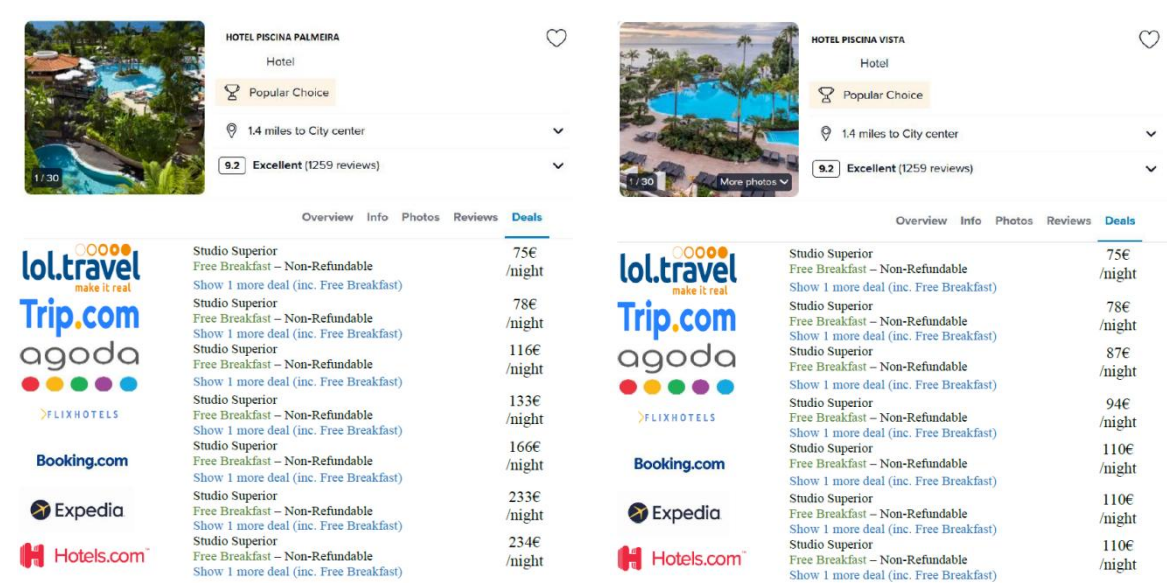 HOTEL PISCINA PALMEIRA
Hotel
Popular Choice
1.4 miles to City center
9.2 Excellent (1259 reviews)
1 / 30
Overview Info Photos Reviews Deals
lol.travel
make it real
Studio Superior
Free Breakfast – Non-Refundable
Show 1 more deal (inc. Free Breakfast)
75€
/night
Trip.com
Studio Superior
Free Breakfast – Non-Refundable
Show 1 more deal (inc. Free Breakfast)
78€
/night
agoda
Studio Superior
Free Breakfast – Non-Refundable
Show 1 more deal (inc. Free Breakfast)
116€
/night
FLIXHOTELS
Studio Superior
Free Breakfast – Non-Refundable
Show 1 more deal (inc. Free Breakfast)
133€
/night
Booking.com
Studio Superior
Free Breakfast – Non-Refundable
Show 1 more deal (inc. Free Breakfast)
166€
/night
Expedia
Studio Superior
Free Breakfast – Non-Refundable
Show 1 more deal (inc. Free Breakfast)
233€
/night
Hotels.com
Studio Superior
Free Breakfast – Non-Refundable
Show 1 more deal (inc. Free Breakfast)
234€
/night
HOTEL PISCINA VISTA
Hotel
Popular Choice
1.4 miles to City center
9.2 Excellent (1259 reviews)
1 / 30
More photos
Overview Info Photos Reviews Deals
lol.travel
make it real
Studio Superior
Free Breakfast – Non-Refundable
Show 1 more deal (inc. Free Breakfast)
75€
/night
Trip.com
Studio Superior
Free Breakfast – Non-Refundable
Show 1 more deal (inc. Free Breakfast)
78€
/night
agoda
Studio Superior
Free Breakfast – Non-Refundable
Show 1 more deal (inc. Free Breakfast)
87€
/night
FLIXHOTELS
Studio Superior
Free Breakfast – Non-Refundable
Show 1 more deal (inc. Free Breakfast)
94€
/night
Booking.com
Studio Superior
Free Breakfast – Non-Refundable
Show 1 more deal (inc. Free Breakfast)
110€
/night
Expedia
Studio Superior
Free Breakfast – Non-Refundable
Show 1 more deal (inc. Free Breakfast)
110€
/night
Hotels.com
Studio Superior
Free Breakfast – Non-Refundable
Show 1 more deal (inc. Free Breakfast)
110€
/night